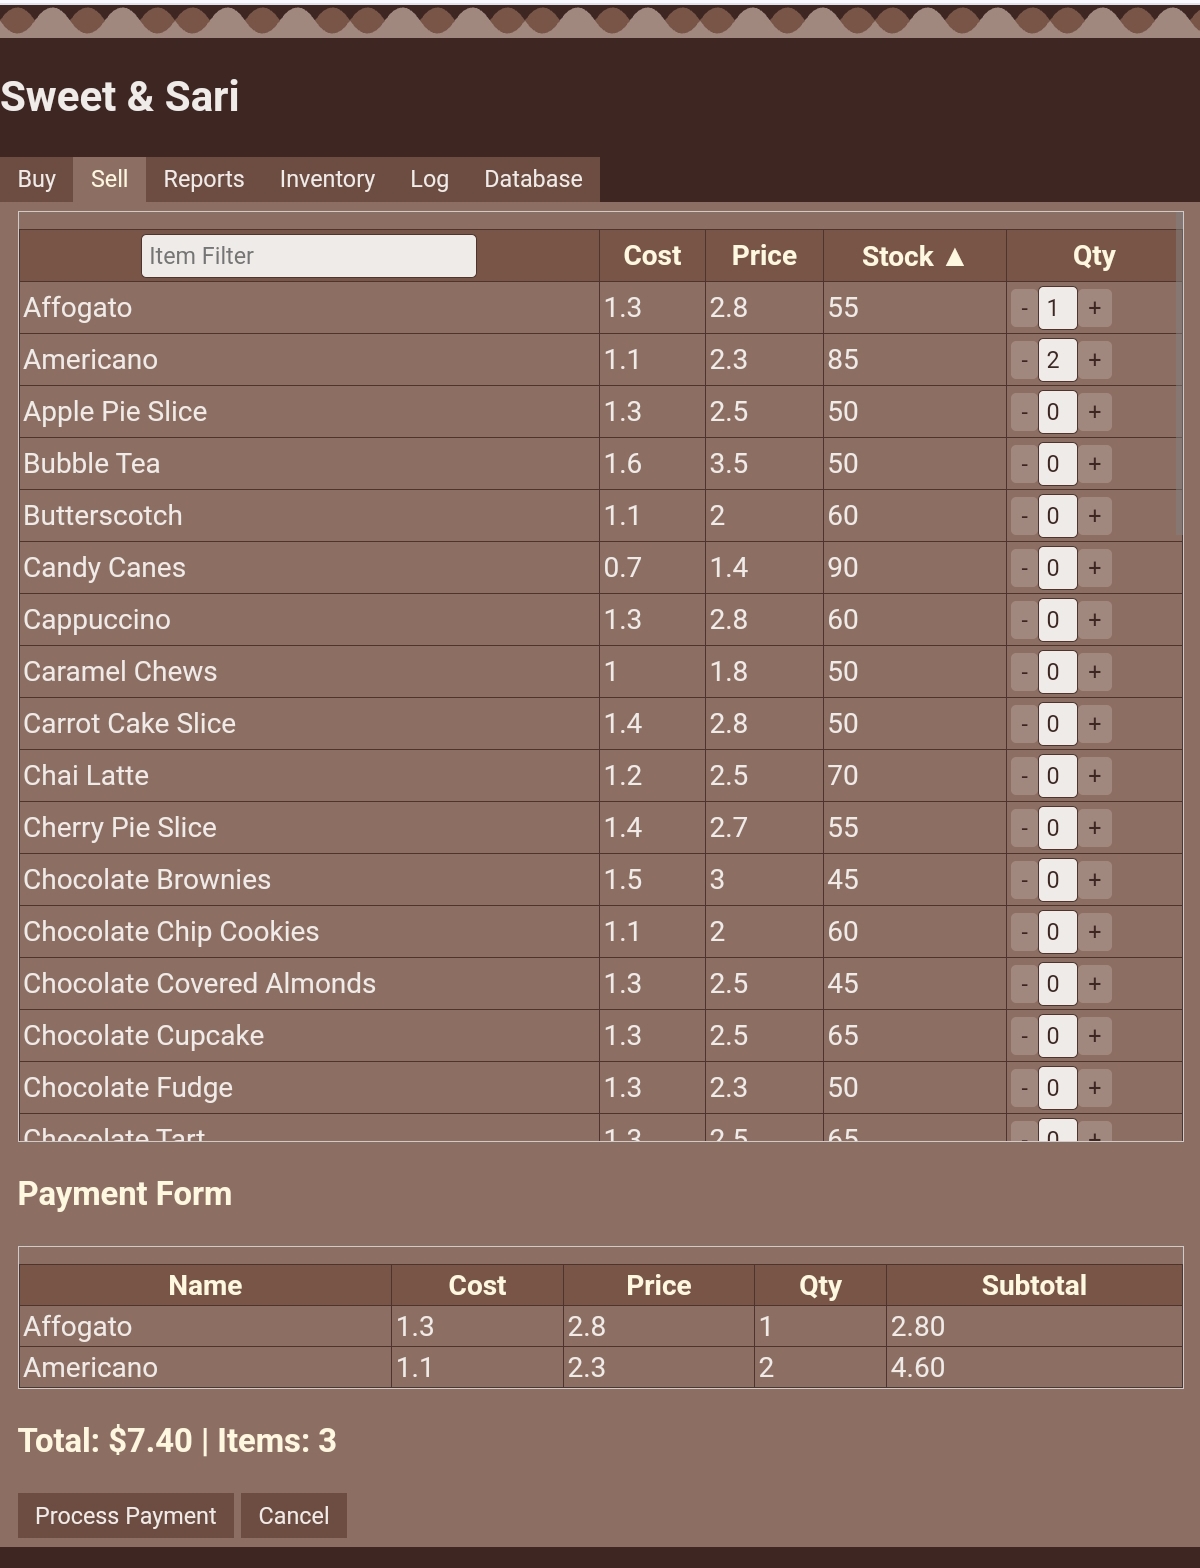 Sweet & Sari
Buy Sell Reports Inventory Log Database
Item Filter Cost Price Stock ▲ Qty
Affogato 1.3 2.8 55 - 1 +
Americano 1.1 2.3 85 - 2 +
Apple Pie Slice 1.3 2.5 50 - 0 +
Bubble Tea 1.6 3.5 50 - 0 +
Butterscotch 1.1 2 60 - 0 +
Candy Canes 0.7 1.4 90 - 0 +
Cappuccino 1.3 2.8 60 - 0 +
Caramel Chews 1 1.8 50 - 0 +
Carrot Cake Slice 1.4 2.8 50 - 0 +
Chai Latte 1.2 2.5 70 - 0 +
Cherry Pie Slice 1.4 2.7 55 - 0 +
Chocolate Brownies 1.5 3 45 - 0 +
Chocolate Chip Cookies 1.1 2 60 - 0 +
Chocolate Covered Almonds 1.3 2.5 45 - 0 +
Chocolate Cupcake 1.3 2.5 65 - 0 +
Chocolate Fudge 1.3 2.3 50 - 0 +
Chocolate Tart 1.3 2.5 65 - 0 +
Payment Form
Name Cost Price Qty Subtotal
Affogato 1.3 2.8 1 2.80
Americano 1.1 2.3 2 4.60
Total: $7.40 | Items: 3
Process Payment Cancel